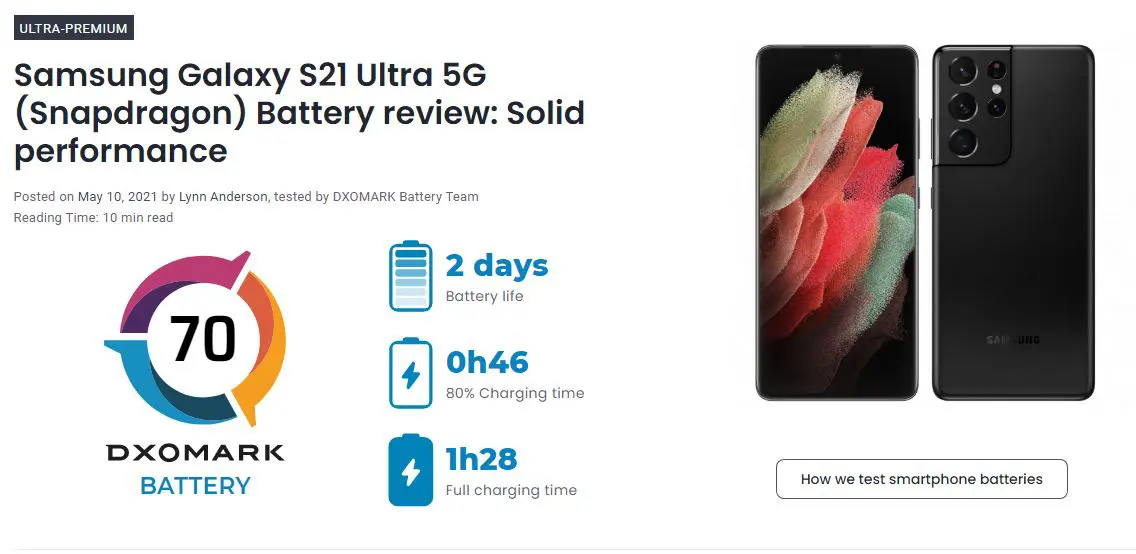 ULTRA-PREMIUM
Samsung Galaxy S21 Ultra 5G
(Snapdragon) Battery review: Solid
performance
Posted on May 10, 2021 by Lynn Anderson, tested by DXOMARK Battery Team
Reading Time: 10 min read
70
DXOMARK
BATTERY
2 days
Battery life
0h46
80% Charging time
1h28
Full charging time
SAMSUNG
How we test smartphone batteries